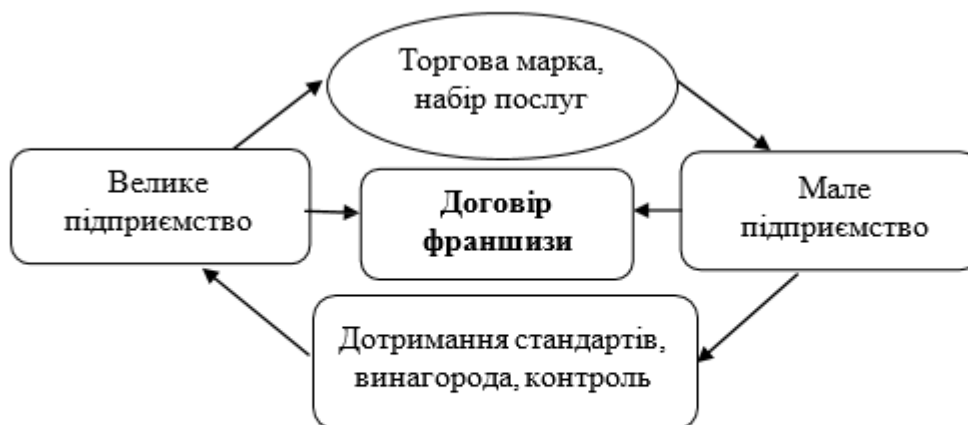 Торгова марка,
набір послуг
Велике
підприємство
Договір
франшизи
Мале
підприємство
Дотримання стандартів,
винагорода, контроль